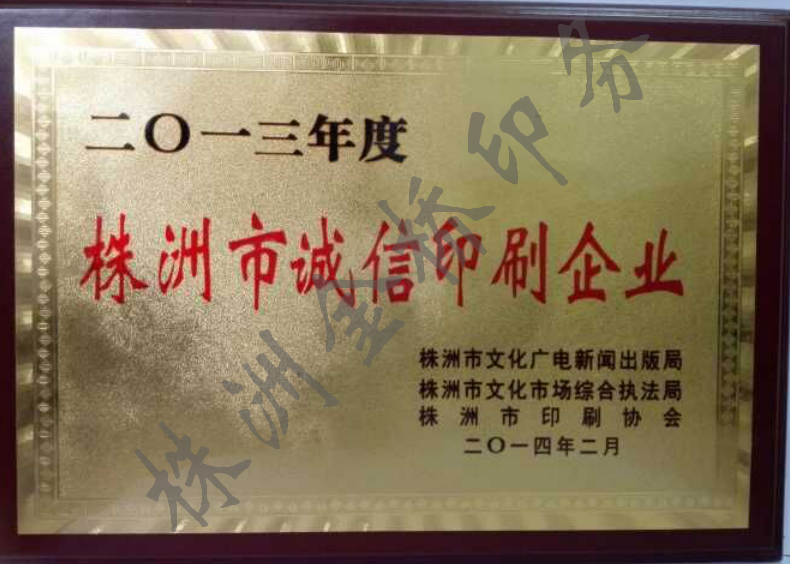 二〇一三年度
株洲市诚信印刷企业
株洲市文化广电新闻出版局
株洲市文化市场综合执法局
株洲市印刷协会
二〇一四年二月
株洲金桥印务